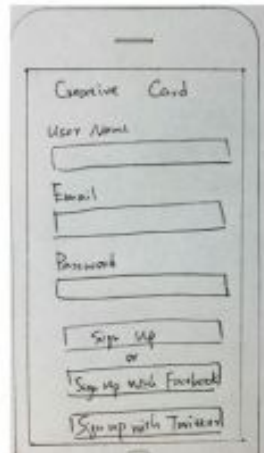 Creative Card
User Name
Email
Password
Sign Up
or
Sign Up with Facebook
Sign up with Twitter